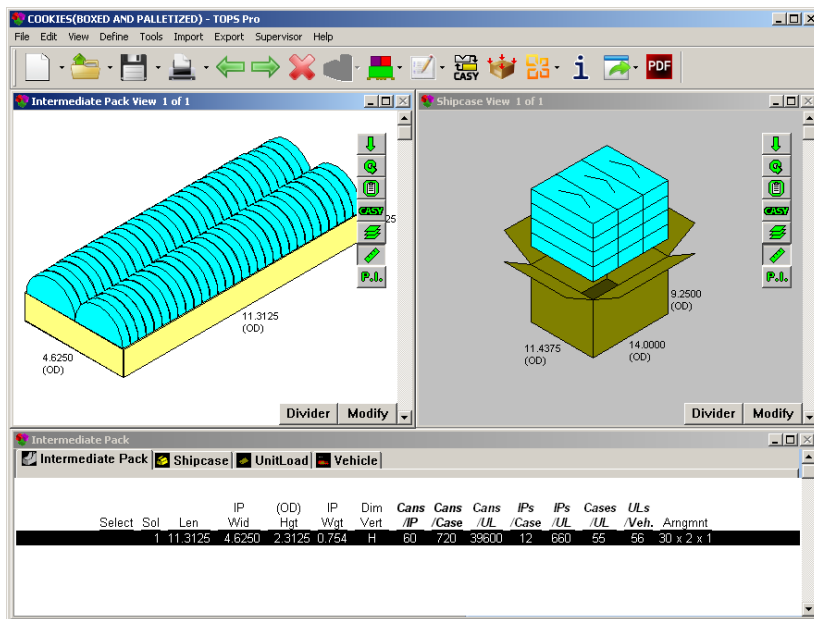 COOKIES(BOXED AND PALLETIZED) - TOPS Pro
File Edit View Define Tools Import Export Supervisor Help
CASY PDF
Intermediate Pack View 1 of 1
Shipcase View 1 of 1
CASY
P.I.
25
11.3125
(OD)
4.6250
(OD)
Divider Modify
CASY
P.I.
9.2500
(OD)
14.0000
(OD)
11.4375
(OD)
Divider Modify
Intermediate Pack
Intermediate Pack Shipcase UnitLoad Vehicle
IP (OD) IP Dim Cans Cans Cans IPs IPs Cases ULs
Select Sol Len Wid Hgt Wgt Vert /IP /Case /UL /Case /UL /UL /Veh. Arngmnt
1 11.3125 4.6250 2.3125 0.754 H 60 720 39600 12 660 55 56 30 x 2 x 1